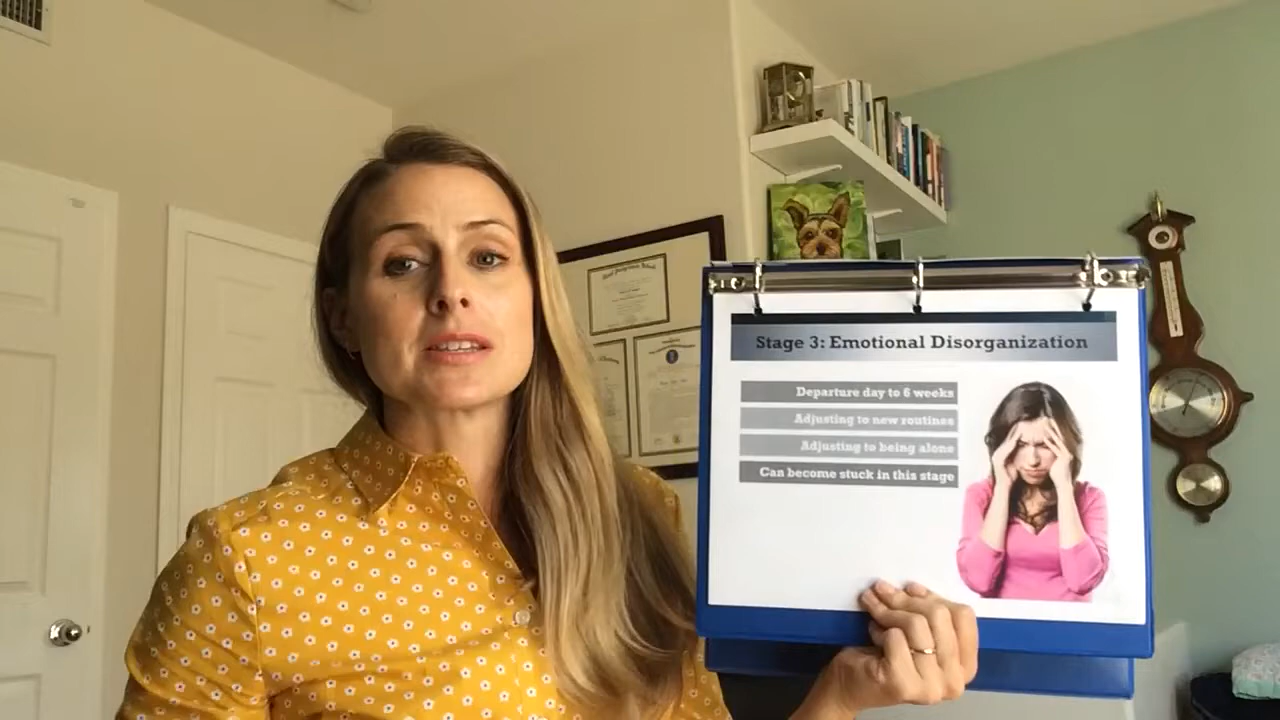 Stage 3: Emotional Disorganization
Departure day to 6 weeks
Adjusting to new routines
Adjusting to being alone
Can become stuck in this stage